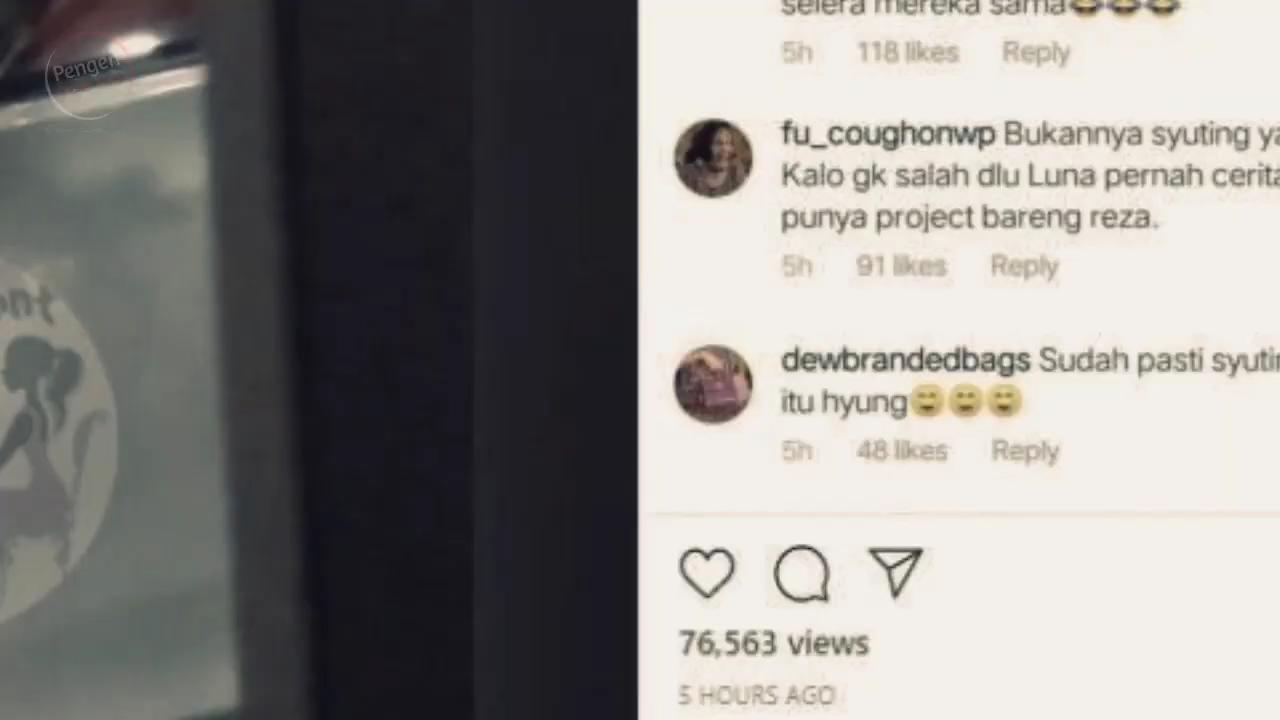 Pengen
selera mereka sama😂😂😂
5h 118 likes Reply
fu_coughonwp Bukannya syuting
Kalo gk salah dlu Luna pernah cerita
punya project bareng reza.
5h 91 likes Reply
dewbrandedbags Sudah pasti
itu hyung😄😄😄
5h 48 likes Reply
76,563 views
5 HOURS AGO